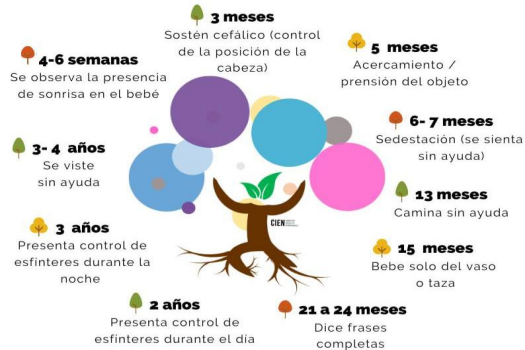 3 meses
Sostén cefálico (control
de la posición de la
cabeza)
4-6 semanas
Se observa la presencia
de sonrisa en el bebé
5 meses
Acercamiento /
prensión del objeto
6- 7 meses
Sedestación (se sienta
sin ayuda)
3- 4 años
Se viste
sin ayuda
13 meses
Camina sin ayuda
CIEN
3 años
Presenta control de
esfinteres durante la
noche
15 meses
Bebe solo del vaso
o taza
2 años
Presenta control de
esfinteres durante el día
21 a 24 meses
Dice frases
completas